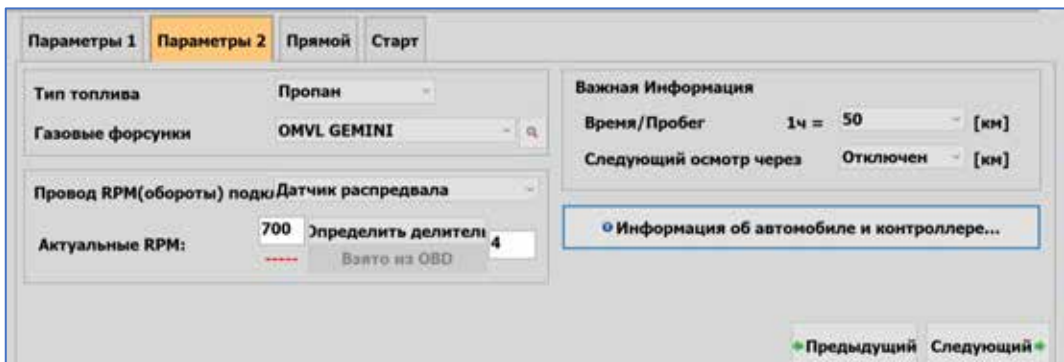 Параметры 1 Параметры 2 Прямой Старт
Тип топлива Пропан
Газовые форсунки OMVL GEMINI
Провод RPM(обороты) подк Датчик распредвала
Актуальные RPM: 700 Определить делитель 4
----- Взято из OBD
Важная Информация
Время/Пробег 1ч = 50 [км]
Следующий осмотр через Отключен [км]
Информация об автомобиле и контроллере...
Предыдущий Следующий